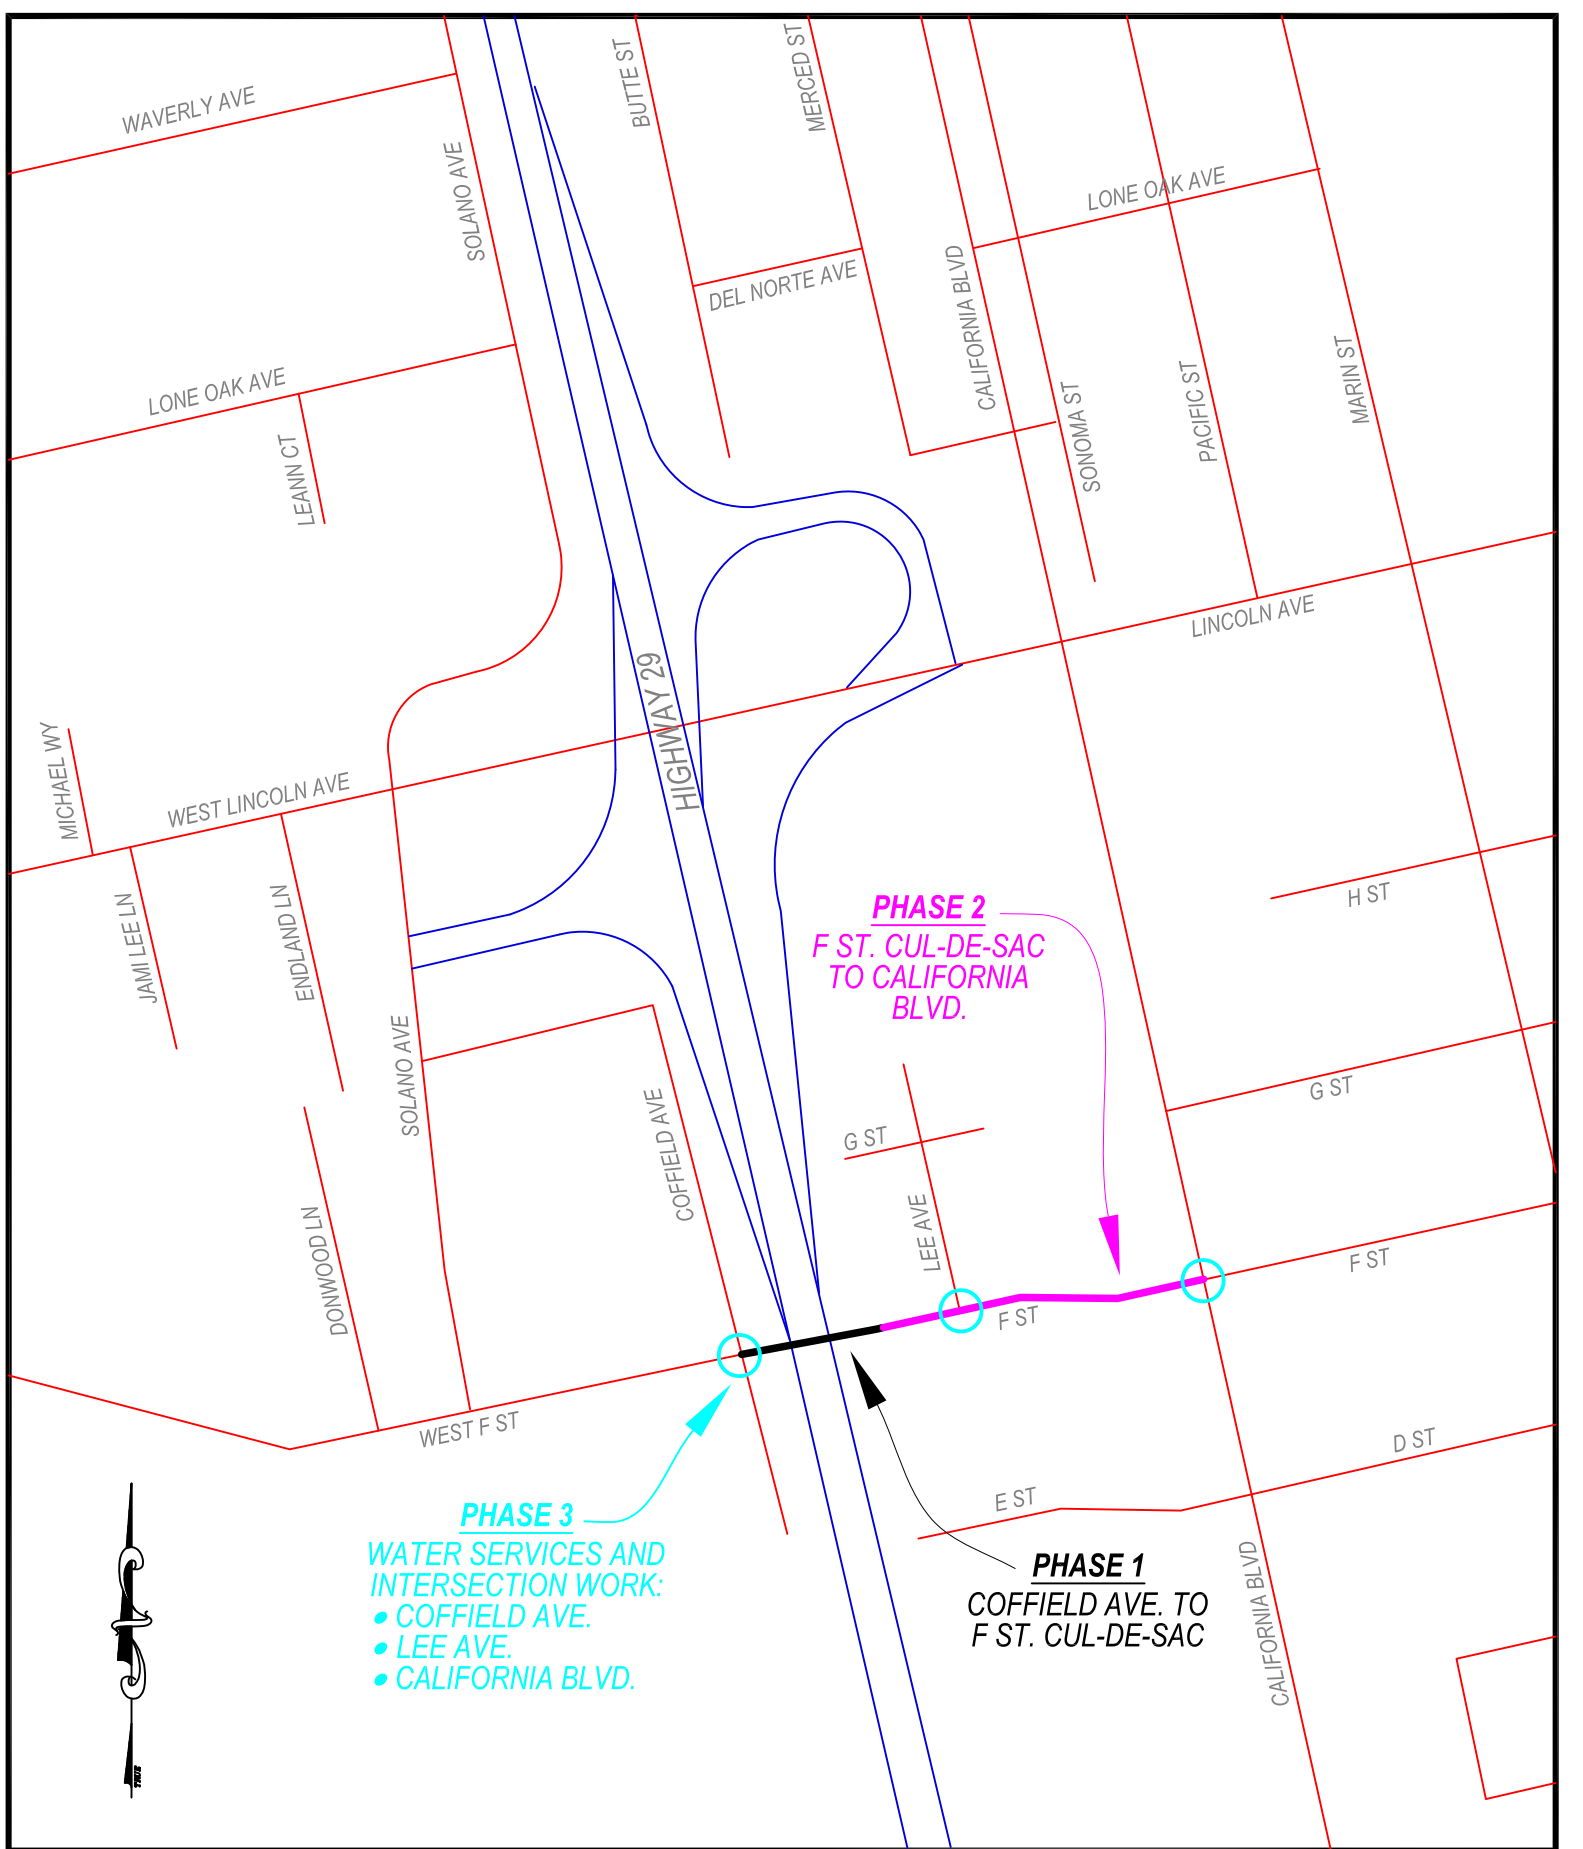 WAVERLY AVE
SOLANO AVE
BUTTE ST
MERCED ST
LONE OAK AVE
DEL NORTE AVE
CALIFORNIA BLVD
LONE OAK AVE
LEANN CT
SONOMA ST
PACIFIC ST
MARIN ST
LINCOLN AVE
HIGHWAY 29
MICHAEL WY
WEST LINCOLN AVE
JAMI LEE LN
ENDLAND LN
H ST
PHASE 2
F ST. CUL-DE-SAC
TO CALIFORNIA
BLVD.
SOLANO AVE
COFFIELD AVE
G ST
G ST
LEE AVE
DONWOOD LN
F ST
F ST
WEST F ST
D ST
E ST
PHASE 3
WATER SERVICES AND
INTERSECTION WORK:
• COFFIELD AVE.
• LEE AVE.
• CALIFORNIA BLVD.
PHASE 1
COFFIELD AVE. TO
F ST. CUL-DE-SAC
CALIFORNIA BLVD
TRUE